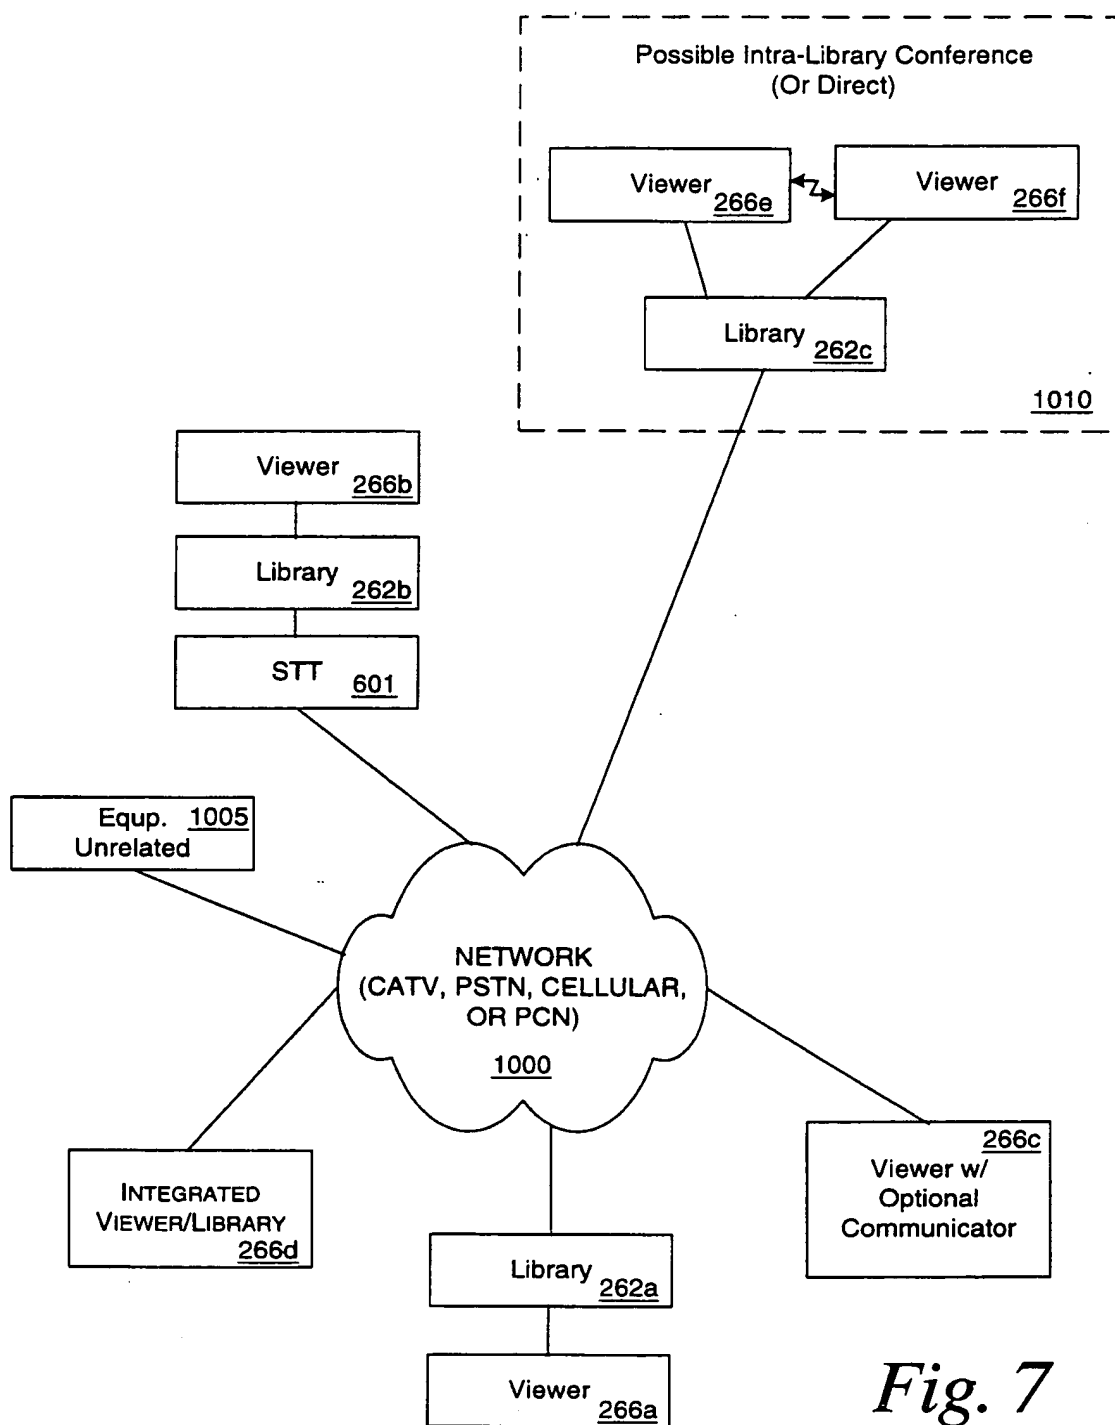 Possible Intra-Library Conference
(Or Direct)
Viewer 266e
Viewer 266f
Library 262c
1010
Viewer 266b
Library 262b
STT 601
Equp. 1005
Unrelated
NETWORK
(CATV, PSTN, CELLULAR,
OR PCN)
1000
266c
Viewer w/
Optional
Communicator
INTEGRATED
VIEWER/LIBRARY
266d
Library 262a
Viewer 266a
Fig. 7